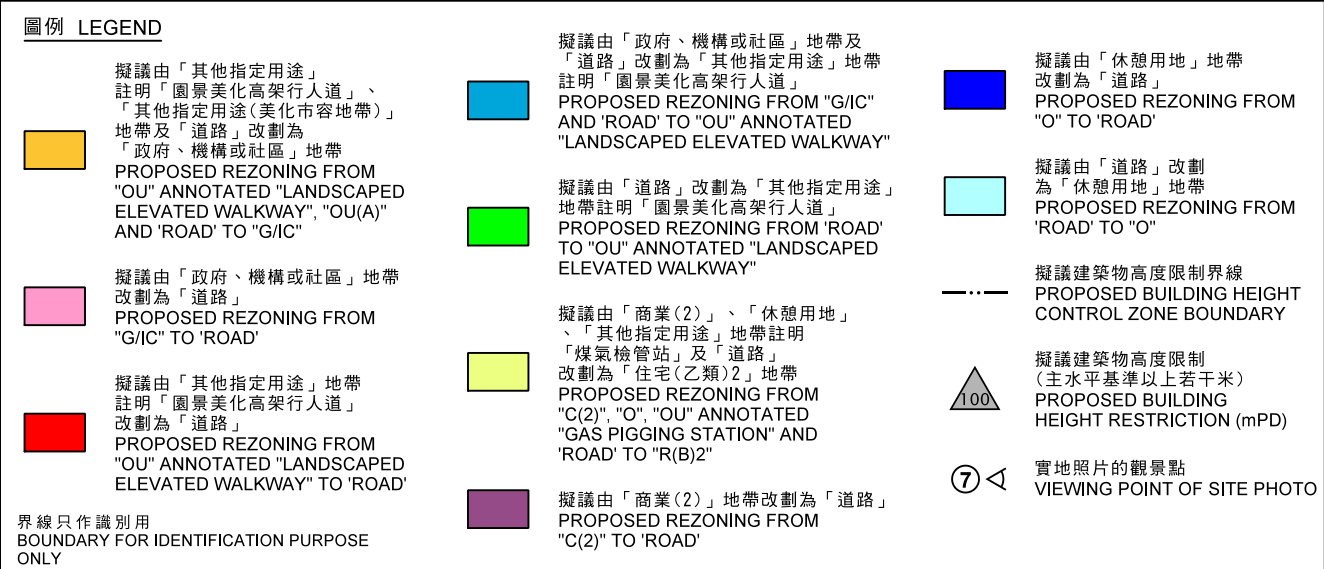 圖例 LEGEND
擬議由「其他指定用途」
註明「園景美化高架行人道」、
「其他指定用途(美化市容地帶)」
地帶及「道路」改劃為
「政府、機構或社區」地帶
PROPOSED REZONING FROM
"OU" ANNOTATED "LANDSCAPED
ELEVATED WALKWAY", "OU(A)"
AND 'ROAD' TO "G/IC"
擬議由「政府、機構或社區」地帶
改劃為「道路」
PROPOSED REZONING FROM
"G/IC" TO 'ROAD'
擬議由「其他指定用途」地帶
註明「園景美化高架行人道」
改劃為「道路」
PROPOSED REZONING FROM
"OU" ANNOTATED "LANDSCAPED
ELEVATED WALKWAY" TO 'ROAD'
界線只作識別用
BOUNDARY FOR IDENTIFICATION PURPOSE
ONLY
擬議由「政府、機構或社區」地帶及
「道路」改劃為「其他指定用途」地帶
註明「園景美化高架行人道」
PROPOSED REZONING FROM "G/IC"
AND 'ROAD' TO "OU" ANNOTATED
"LANDSCAPED ELEVATED WALKWAY"
擬議由「道路」改劃為「其他指定用途」
地帶註明「園景美化高架行人道」
PROPOSED REZONING FROM 'ROAD'
TO "OU" ANNOTATED "LANDSCAPED
ELEVATED WALKWAY"
擬議由「商業(2)」、「休憩用地」
、「其他指定用途」地帶註明
「煤氣檢管站」及「道路」
改劃為「住宅(乙類)2」地帶
PROPOSED REZONING FROM
"C(2)", "O", "OU" ANNOTATED
"GAS PIGGING STATION" AND
'ROAD' TO "R(B)2"
擬議由「商業(2)」地帶改劃為「道路」
PROPOSED REZONING FROM
"C(2)" TO 'ROAD'
擬議由「休憩用地」地帶
改劃為「道路」
PROPOSED REZONING FROM
"O" TO 'ROAD'
擬議由「道路」改劃
為「休憩用地」地帶
PROPOSED REZONING FROM
'ROAD' TO "O"
擬議建築物高度限制界線
PROPOSED BUILDING HEIGHT
CONTROL ZONE BOUNDARY
100
擬議建築物高度限制
(主水平基準以上若干米)
PROPOSED BUILDING
HEIGHT RESTRICTION (mPD)
7
實地照片的觀景點
VIEWING POINT OF SITE PHOTO